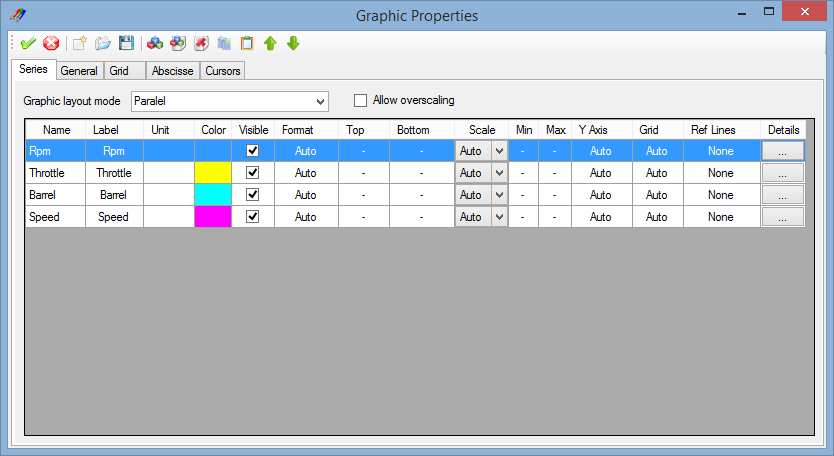 Graphic Properties
Series General Grid Abscisse Cursors
Graphic layout mode Paralel Allow overscaling
Name Label Unit Color Visible Format Top Bottom Scale Min Max Y Axis Grid Ref Lines Details
Rpm Rpm Auto - - Auto - - Auto Auto None ...
Throttle Throttle Auto - - Auto - - Auto Auto None ...
Barrel Barrel Auto - - Auto - - Auto Auto None ...
Speed Speed Auto - - Auto - - Auto Auto None ...